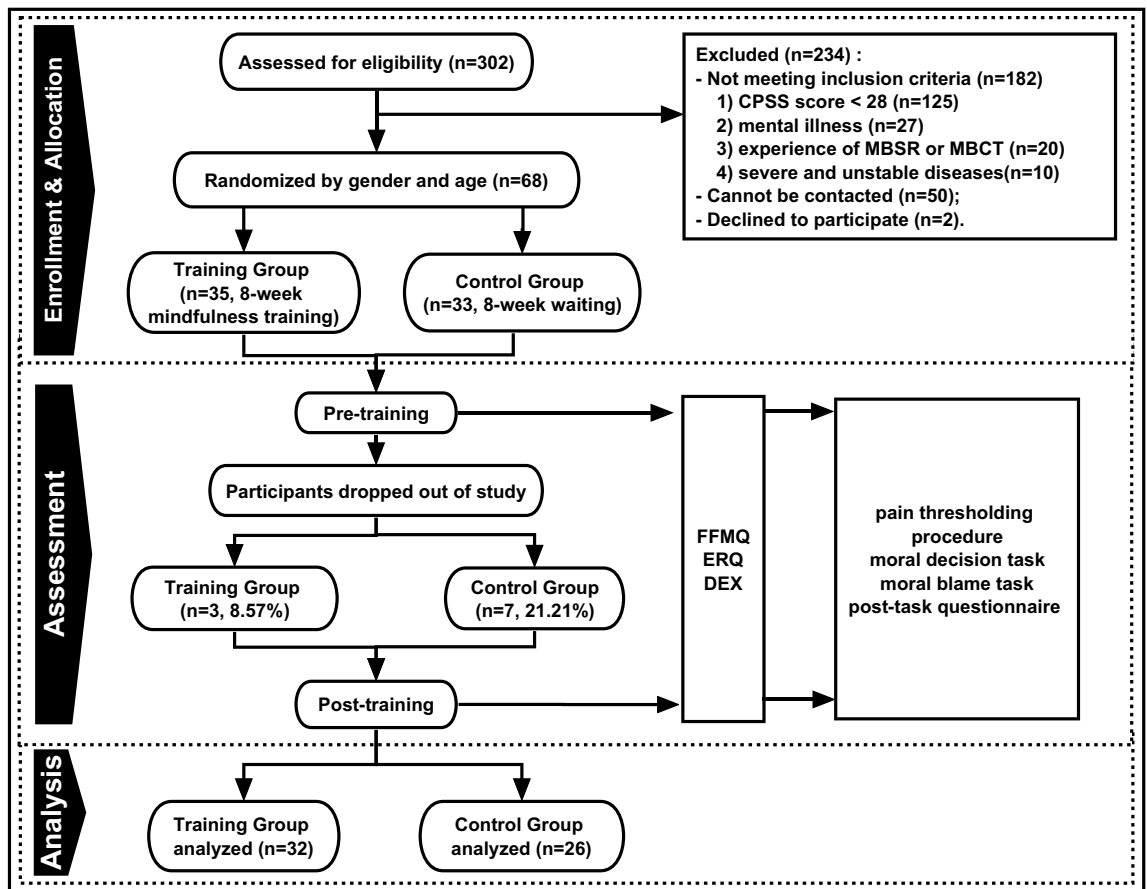 Enrollment & Allocation
Assessed for eligibility (n=302)
Excluded (n=234) :
- Not meeting inclusion criteria (n=182)
1) CPSS score < 28 (n=125)
2) mental illness (n=27)
3) experience of MBSR or MBCT (n=20)
4) severe and unstable diseases(n=10)
- Cannot be contacted (n=50);
- Declined to participate (n=2).
Randomized by gender and age (n=68)
Training Group
(n=35, 8-week
mindfulness training)
Control Group
(n=33, 8-week waiting)
Assessment
Pre-training
Participants dropped out of study
Training Group
(n=3, 8.57%)
Control Group
(n=7, 21.21%)
Post-training
FFMQ
ERQ
DEX
pain thresholding
procedure
moral decision task
moral blame task
post-task questionnaire
Analysis
Training Group
analyzed (n=32)
Control Group
analyzed (n=26)